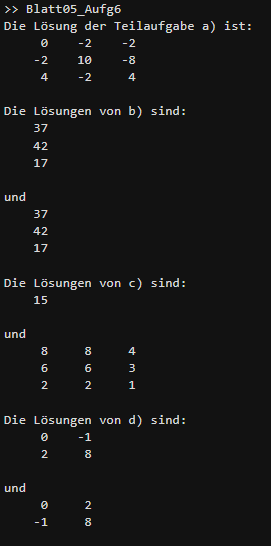 >> Blatt05_Aufg6
Die Lösung der Teilaufgabe a) ist:
0 -2 -2
-2 10 -8
4 -2 4
Die Lösungen von b) sind:
37
42
17
und
37
42
17
Die Lösungen von c) sind:
15
und
8 8 4
6 6 3
2 2 1
Die Lösungen von d) sind:
0 -1
2 8
und
0 2
-1 8